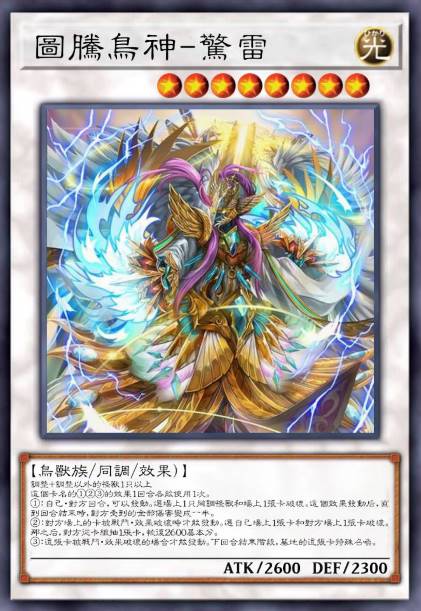 圖騰鳥神-驚雷
ひかり
光
【鳥獸族/同調/效果】
調整+調整以外的怪獸1只以上
這個卡名的①②③的效果1回合各能使用1次。
①:自己·對方回合,可以發動。選場上1只同調怪獸和場上1張卡破壞。這個效果發動后,直
到回合結束時,對方受到的全部傷害變成一半。
②:對方場上的卡被戰鬥·效果破壞時才能發動。選自己場上1張卡和對方場上1張卡破壞。
那之后,對方從卡組抽1張卡,恢復2600基本分。
③:這張卡被戰鬥·效果破壞的場合才能發動。下回合結束階段,墓地的這張卡特殊召喚。
ATK/2600 DEF/2300